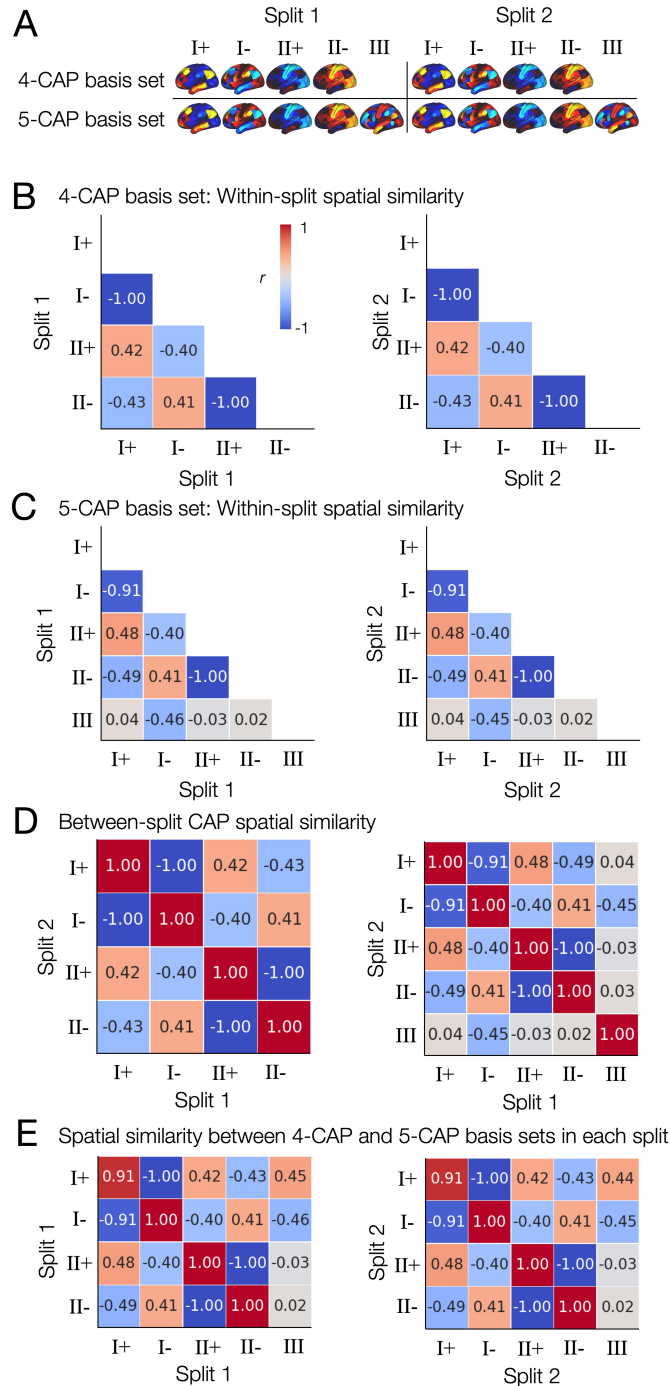 A
Split 1 Split 2
I+ I- II+ II- III I+ I- II+ II- III
4-CAP basis set
5-CAP basis set
B 4-CAP basis set: Within-split spatial similarity
Split 1
I+
I-
II+
II-
-1.00
0.42 -0.40
-0.43 0.41 -1.00
I+ I- II+ II-
Split 1
1
r
-1
Split 2
I+
I-
II+
II-
-1.00
0.42 -0.40
-0.43 0.41 -1.00
I+ I- II+ II-
Split 2
C 5-CAP basis set: Within-split spatial similarity
Split 1
I+
I- -0.91
II+ 0.48 -0.40
II- -0.49 0.41 -1.00
III 0.04 -0.46 -0.03 0.02
I+ I- II+ II- III
Split 1
Split 2
I+
I- -0.91
II+ 0.48 -0.40
II- -0.49 0.41 -1.00
III 0.04 -0.45 -0.03 0.02
I+ I- II+ II- III
Split 2
D Between-split CAP spatial similarity
Split 2
I+ 1.00 -1.00 0.42 -0.43
I- -1.00 1.00 -0.40 0.41
II+ 0.42 -0.40 1.00 -1.00
II- -0.43 0.41 -1.00 1.00
I+ I- II+ II-
Split 1
Split 2
I+ 1.00 -0.91 0.48 -0.49 0.04
I- -0.91 1.00 -0.40 0.41 -0.45
II+ 0.48 -0.40 1.00 -1.00 -0.03
II- -0.49 0.41 -1.00 1.00 0.03
III 0.04 -0.45 -0.03 0.02 1.00
I+ I- II+ II- III
Split 1
E Spatial similarity between 4-CAP and 5-CAP basis sets in each split
Split 1
I+ 0.91 -1.00 0.42 -0.43 0.45
I- -0.91 1.00 -0.40 0.41 -0.46
II+ 0.48 -0.40 1.00 -1.00 -0.03
II- -0.49 0.41 -1.00 1.00 0.02
I+ I- II+ II- III
Split 1
Split 2
I+ 0.91 -1.00 0.42 -0.43 0.44
I- -0.91 1.00 -0.40 0.41 -0.45
II+ 0.48 -0.40 1.00 -1.00 -0.03
II- -0.49 0.41 -1.00 1.00 0.02
I+ I- II+ II- III
Split 2